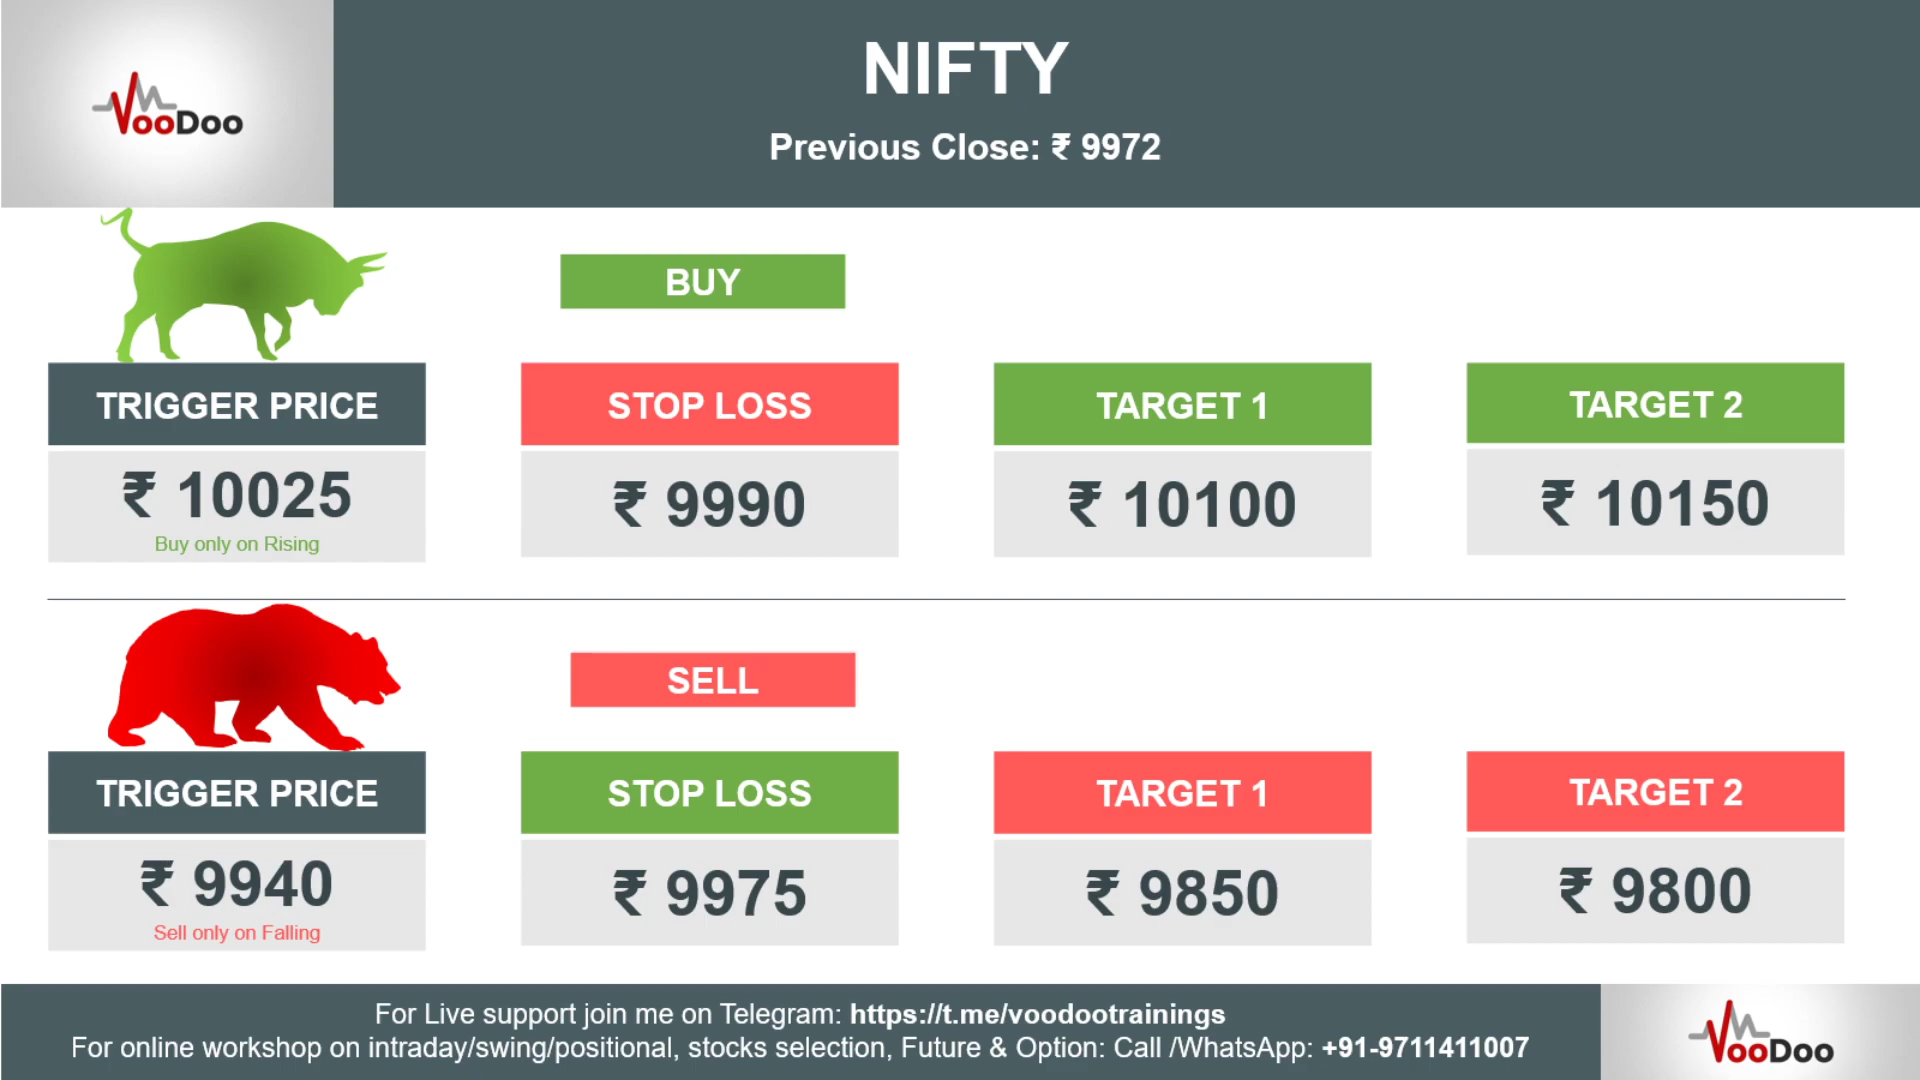 VooDoo
NIFTY
Previous Close: ₹ 9972
BUY
TRIGGER PRICE
STOP LOSS
TARGET 1
TARGET 2
₹ 10025
Buy only on Rising
₹ 9990
₹ 10100
₹ 10150
SELL
TRIGGER PRICE
STOP LOSS
TARGET 1
TARGET 2
₹ 9940
Sell only on Falling
₹ 9975
₹ 9850
₹ 9800
For Live support join me on Telegram: https://t.me/voodootrainings
For online workshop on intraday/swing/positional, stocks selection, Future & Option: Call /WhatsApp: +91-9711411007
VooDoo